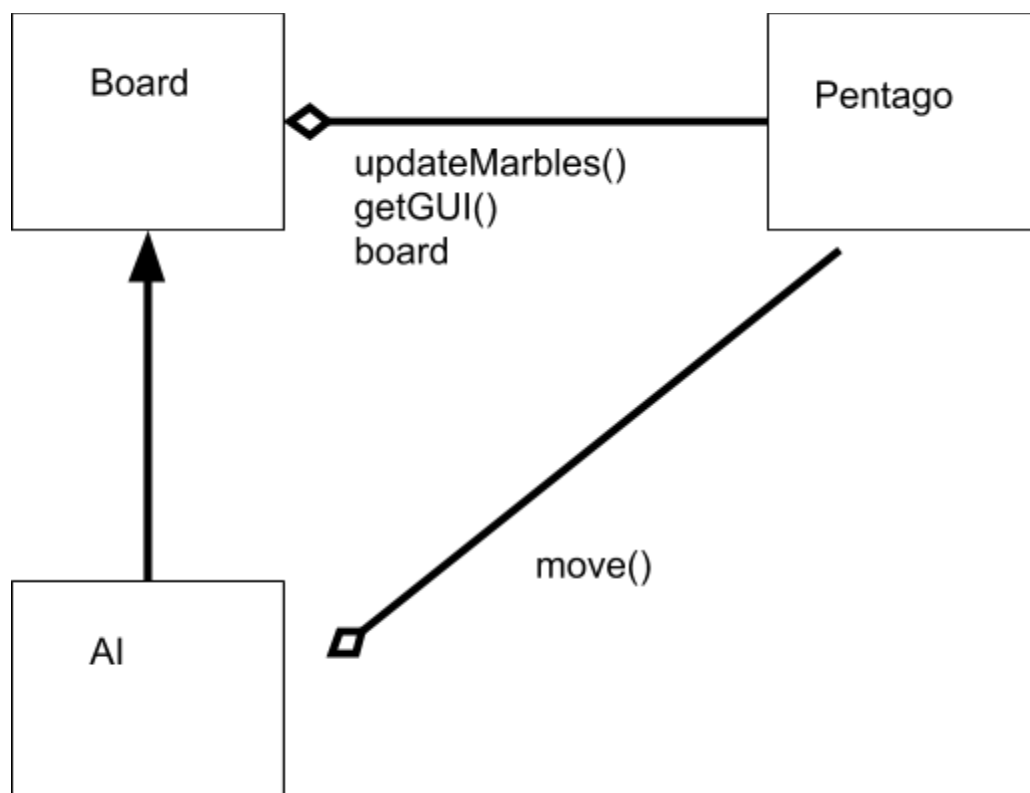 Board
Pentago
updateMarbles()
getGUI()
board
move()
AI